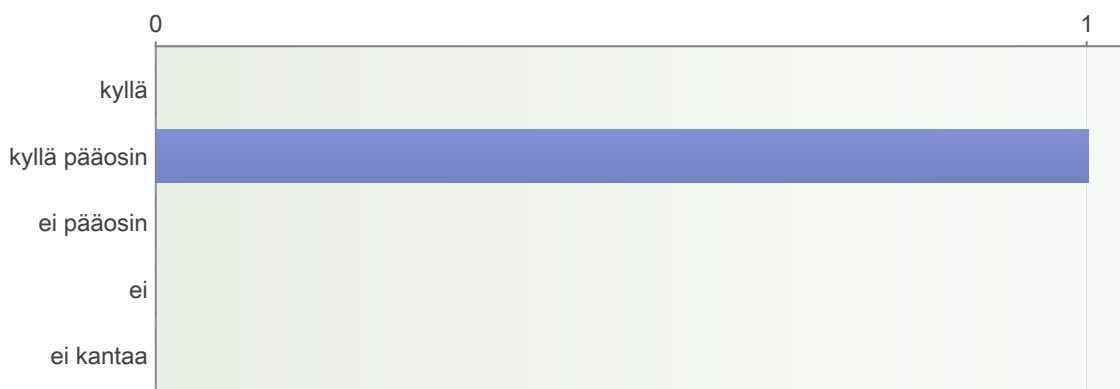 0 1
kyllä
kyllä pääosin
ei pääosin
ei
ei kantaa